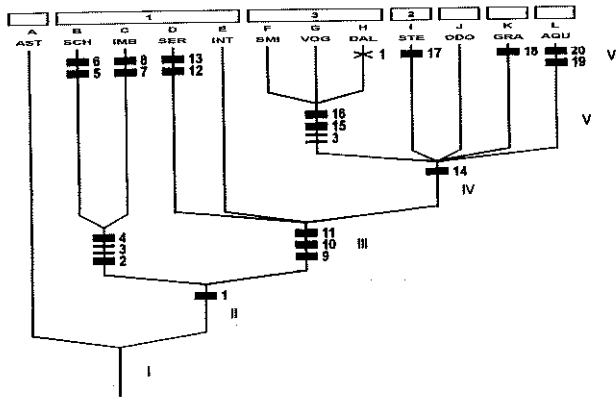 1 3 2
A B C D E F G H I J K L
AST SCH IMB SER INT SMI VOG DAL STE ODO GRA AQU
6 8 13 1 17 18 20 V
5 7 12 19
16 V
15
3
14
IV
4 11
3 10 III
2 9
1
II
I